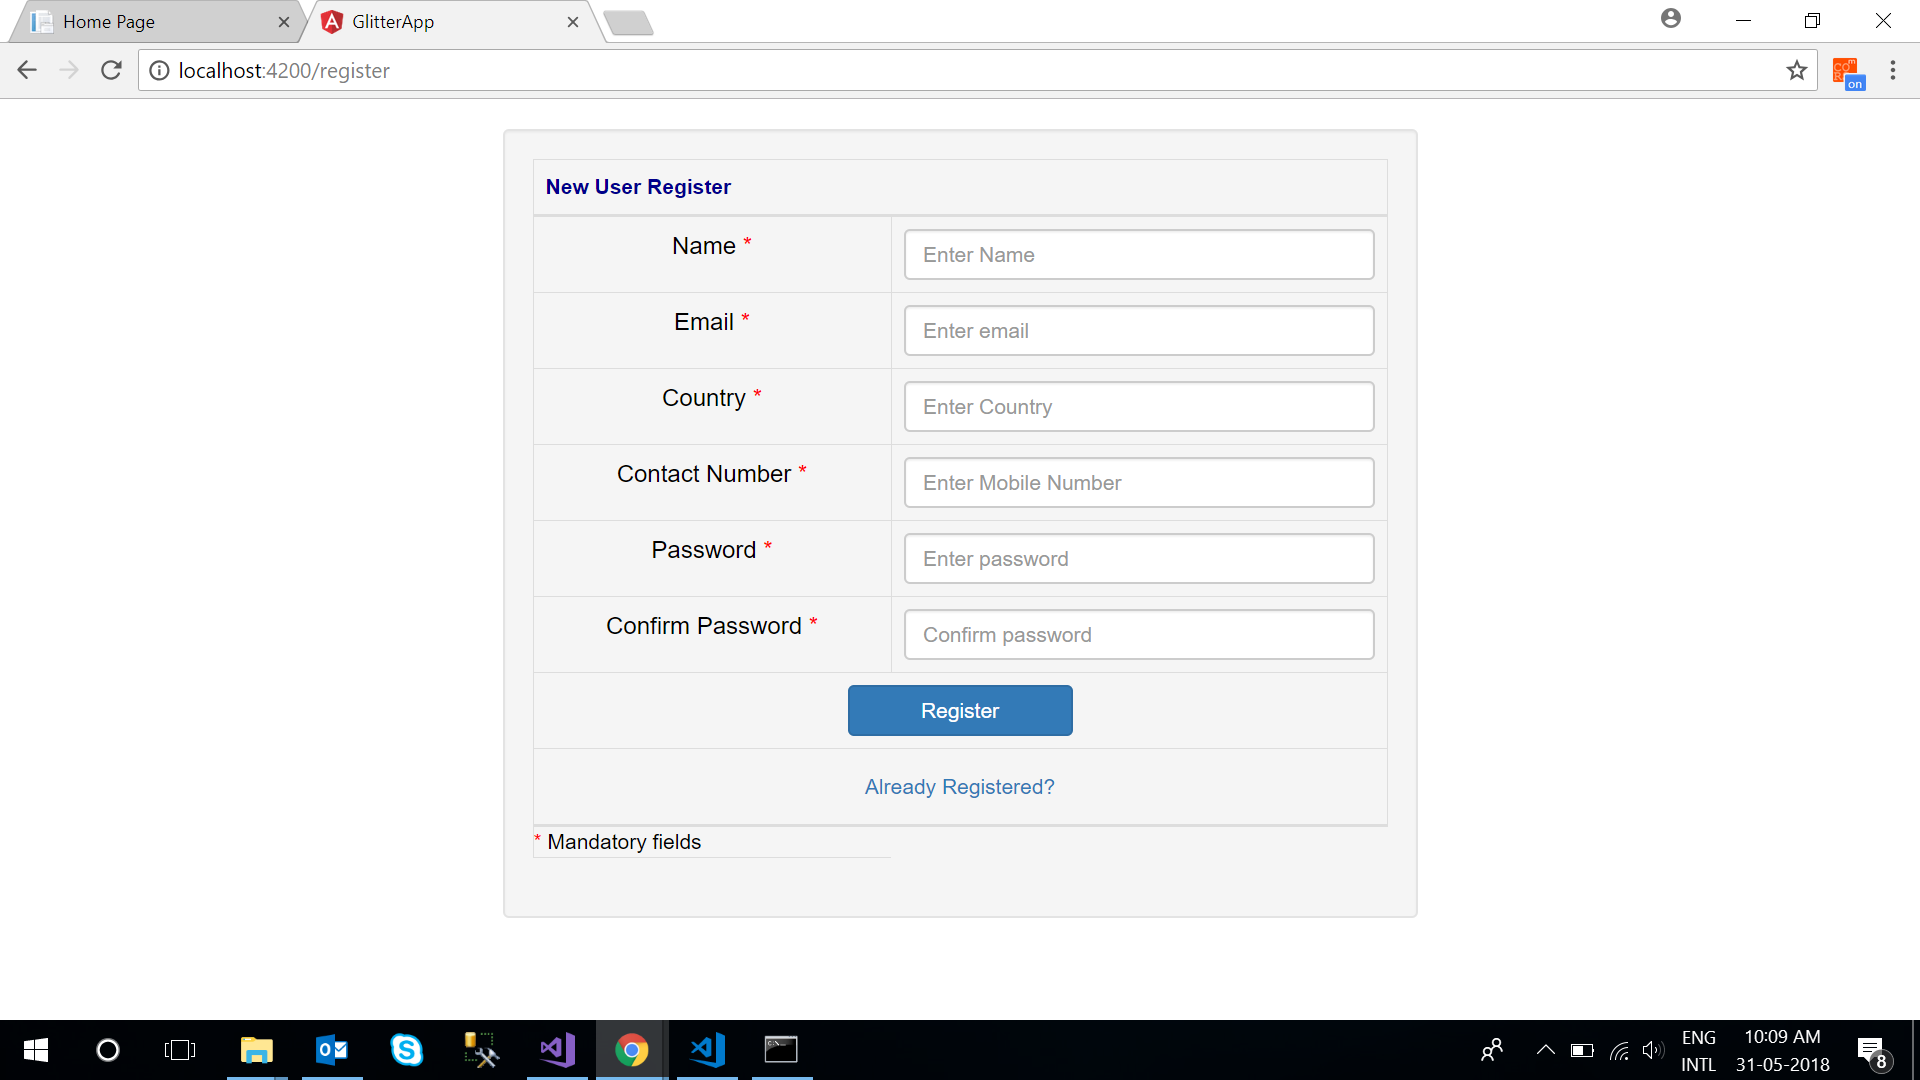 Home Page
GlitterApp
localhost:4200/register
on
New User Register
Name *
Enter Name
Email *
Enter email
Country *
Enter Country
Contact Number *
Enter Mobile Number
Password *
Enter password
Confirm Password *
Confirm password
Register
Already Registered?
* Mandatory fields
ENG
INTL
10:09 AM
31-05-2018
8